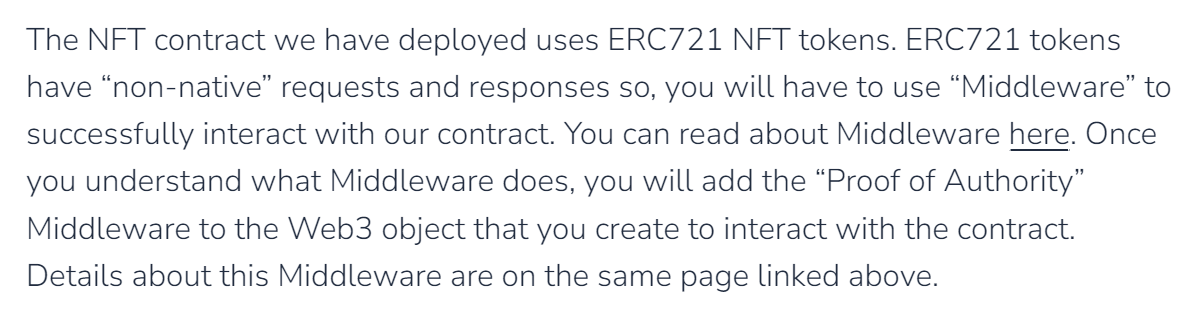 The NFT contract we have deployed uses ERC721 NFT tokens. ERC721 tokens
have “non-native” requests and responses so, you will have to use “Middleware” to
successfully interact with our contract. You can read about Middleware here. Once
you understand what Middleware does, you will add the “Proof of Authority”
Middleware to the Web3 object that you create to interact with the contract.
Details about this Middleware are on the same page linked above.